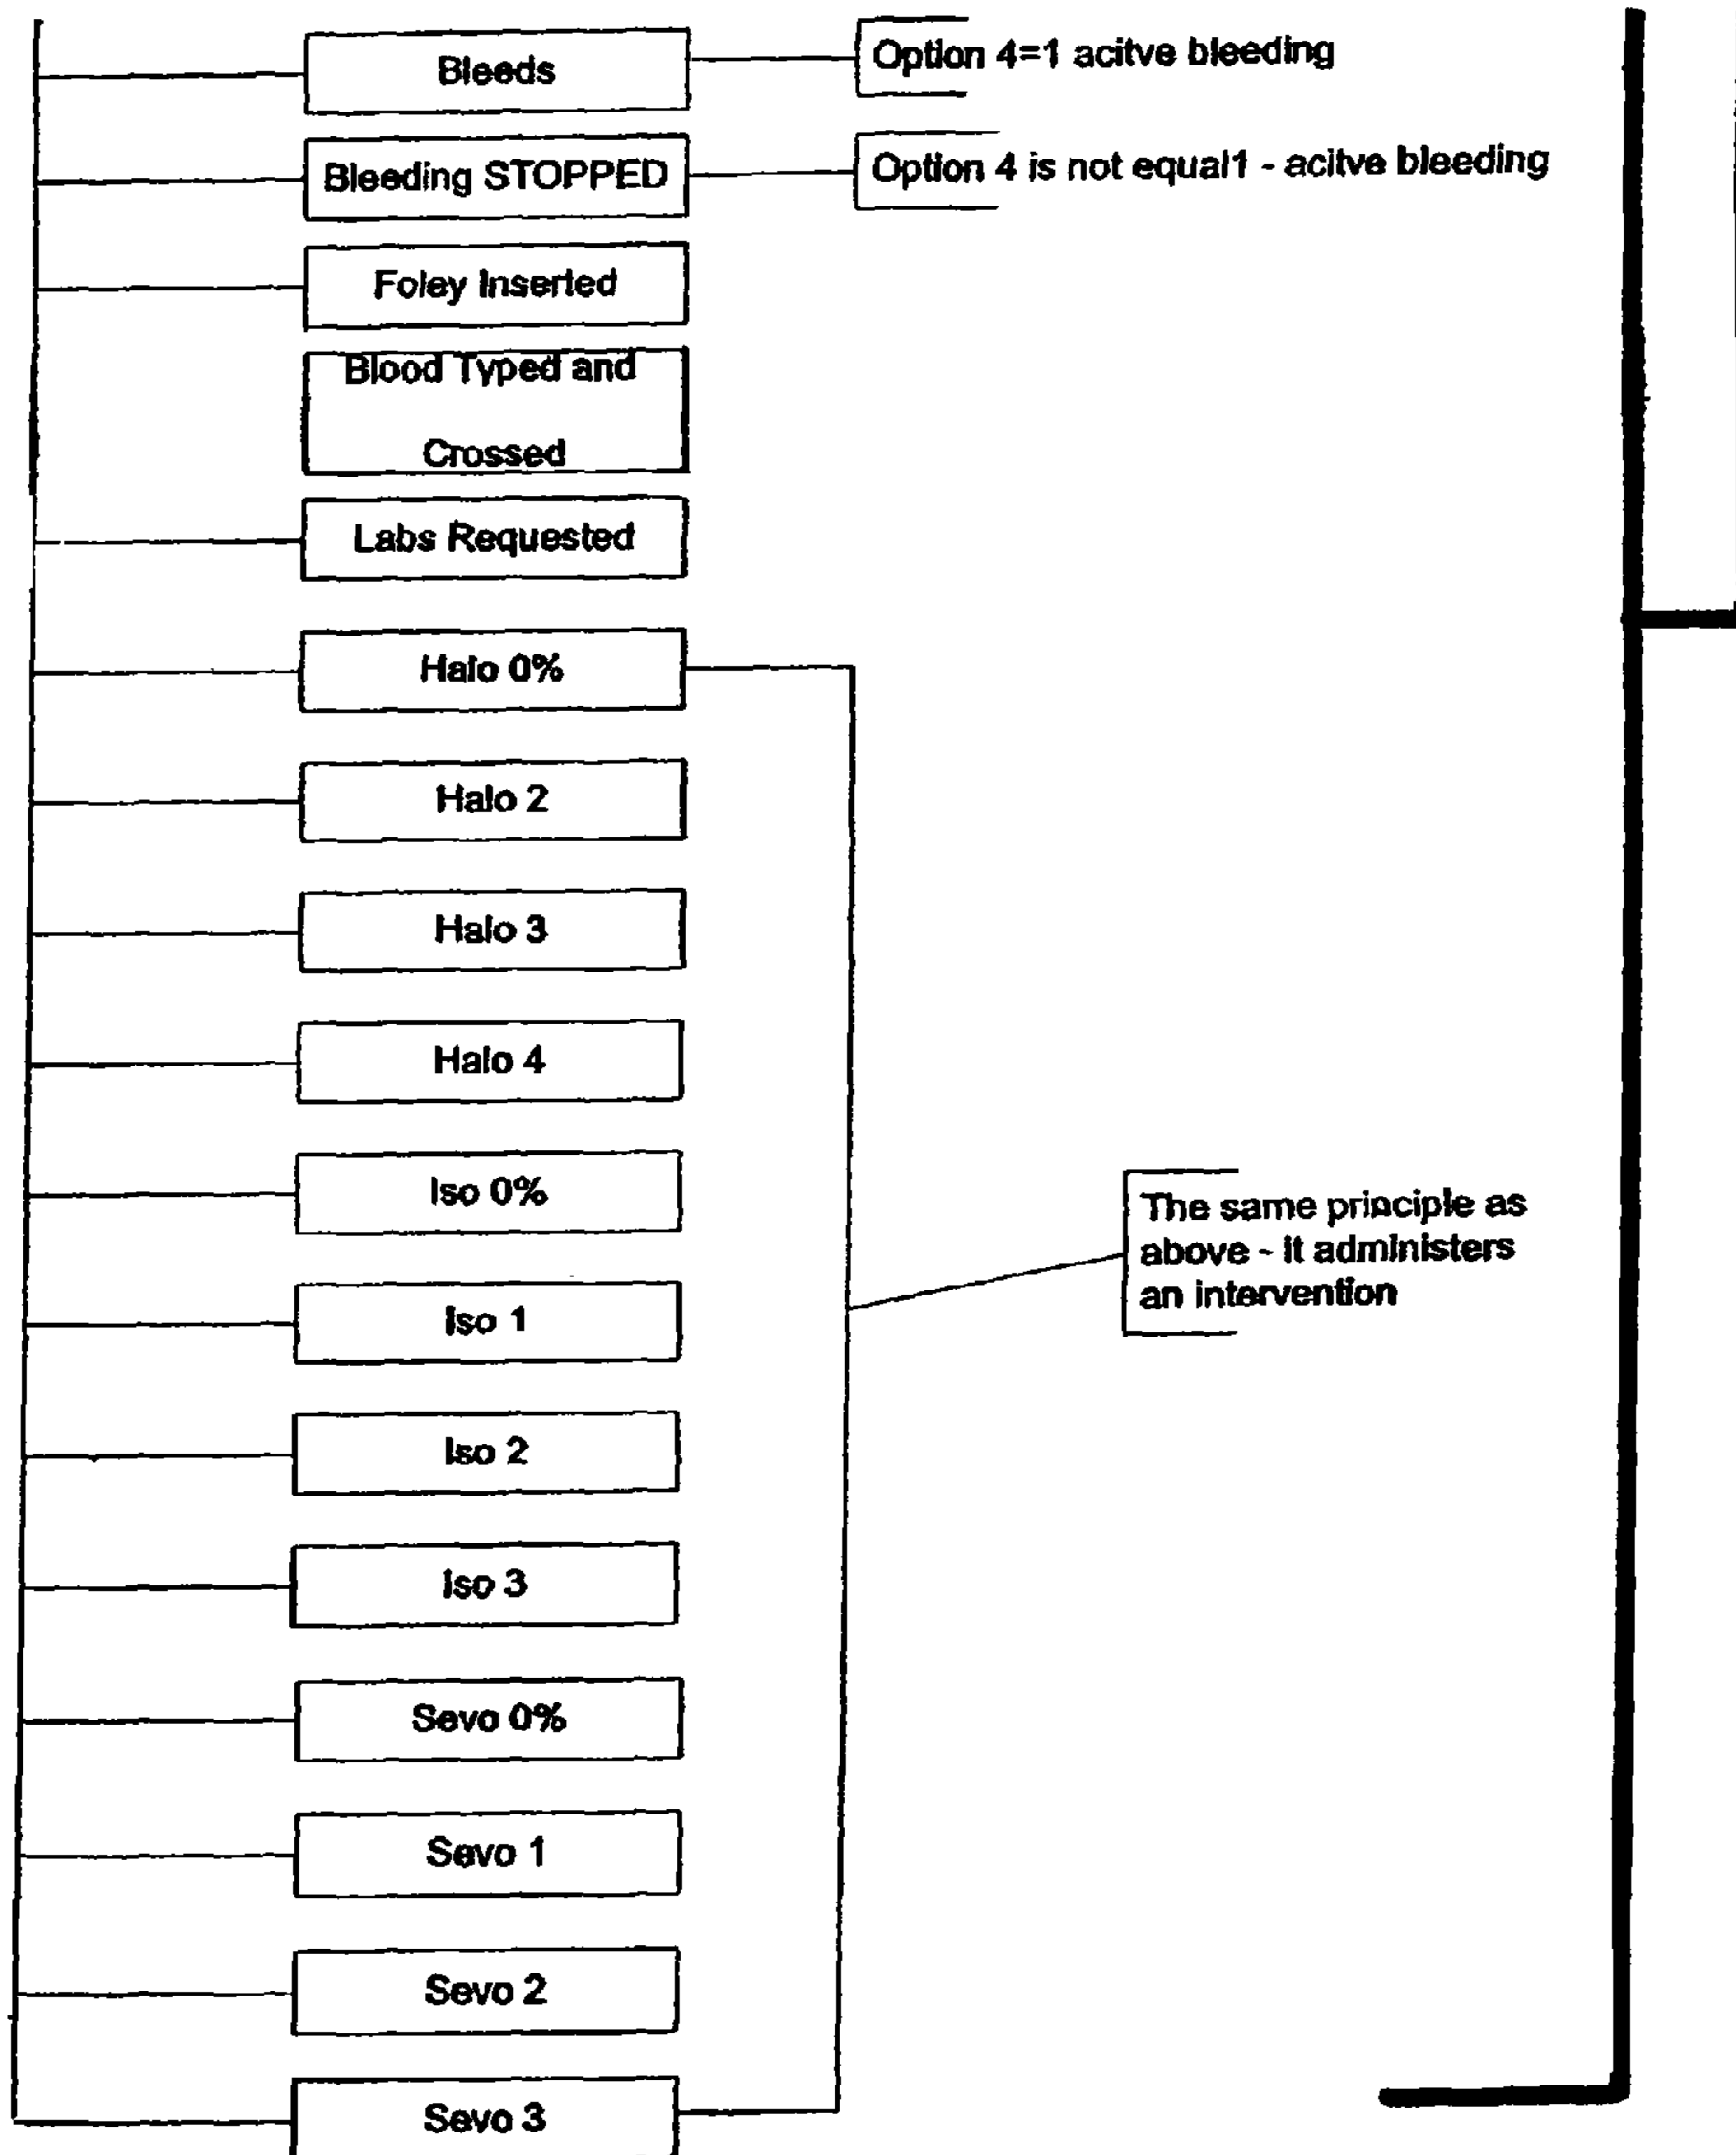 Bleeds
Option 4=1 acitve bleeding
Bleeding STOPPED
Option 4 is not equal1 - acitve bleeding
Foley Inserted
Blood Typed and
Crossed
Labs Requested
Halo 0%
Halo 2
Halo 3
Halo 4
Iso 0%
Iso 1
The same principle as
above - it administers
an intervention
Iso 2
Iso 3
Sevo 0%
Sevo 1
Sevo 2
Sevo 3